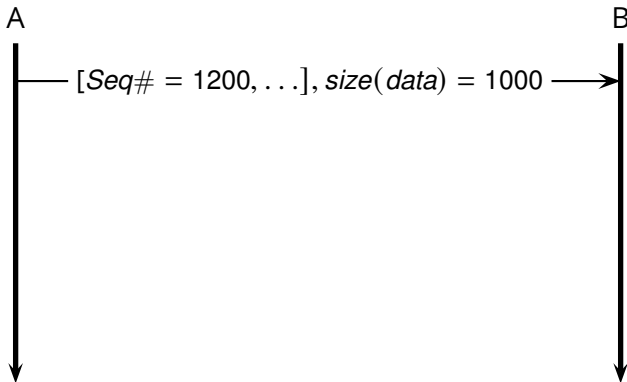 A B
[Seq# = 1200, ...], size(data) = 1000